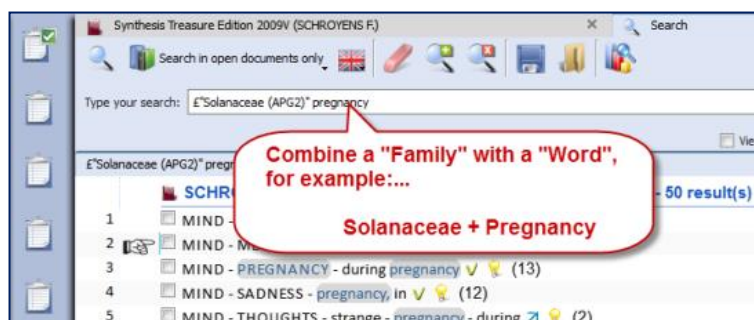 Synthesis Treasure Edition 2009V (SCHROYENS F.)
Search
Search in open documents only
Type your search: £"Solanaceae (APG2)" pregnancy
Combine a "Family" with a "Word",
for example:...
Solanaceae + Pregnancy
£"Solanaceae (APG2)" preg
SCHRO - 50 result(s)
1 MIND -
2 MIND -
3 MIND - PREGNANCY - during pregnancy (13)
4 MIND - SADNESS - pregnancy, in (12)
5 MIND - THOUGHTS - strange - pregnancy - during (2)